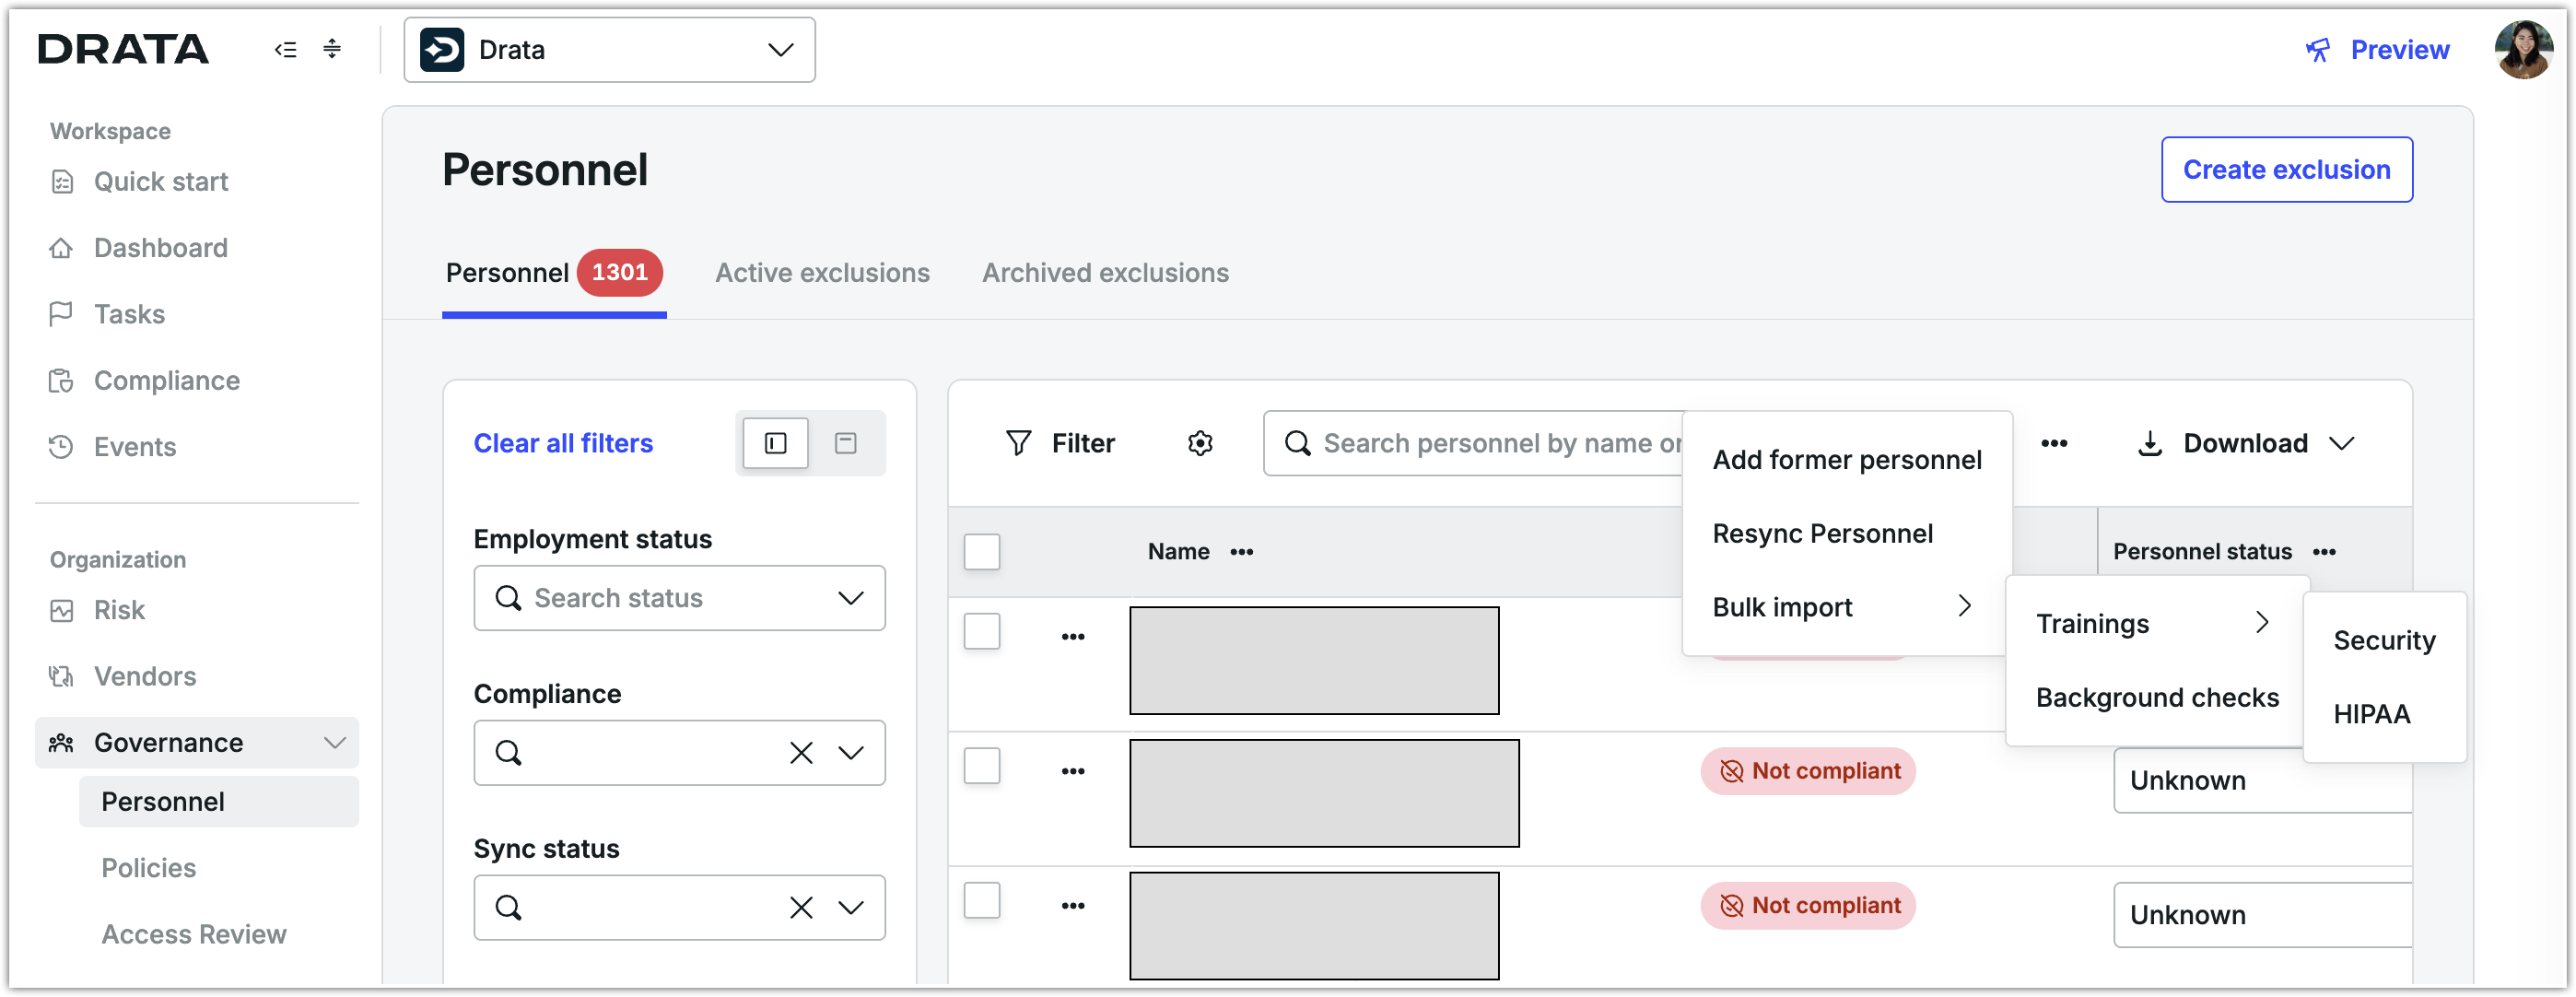 DRATA
Drata
Preview
Workspace
Quick start
Dashboard
Tasks
Compliance
Events
Organization
Risk
Vendors
Governance
Personnel
Policies
Access Review
Personnel
Create exclusion
Personnel 1301
Active exclusions
Archived exclusions
Clear all filters
Employment status
Search status
Compliance
Sync status
Filter
Search personnel by name or
Download
Add former personnel
Resync Personnel
Bulk import
Trainings
Background checks
Security
HIPAA
Name
Personnel status
Not compliant
Unknown
Not compliant
Unknown